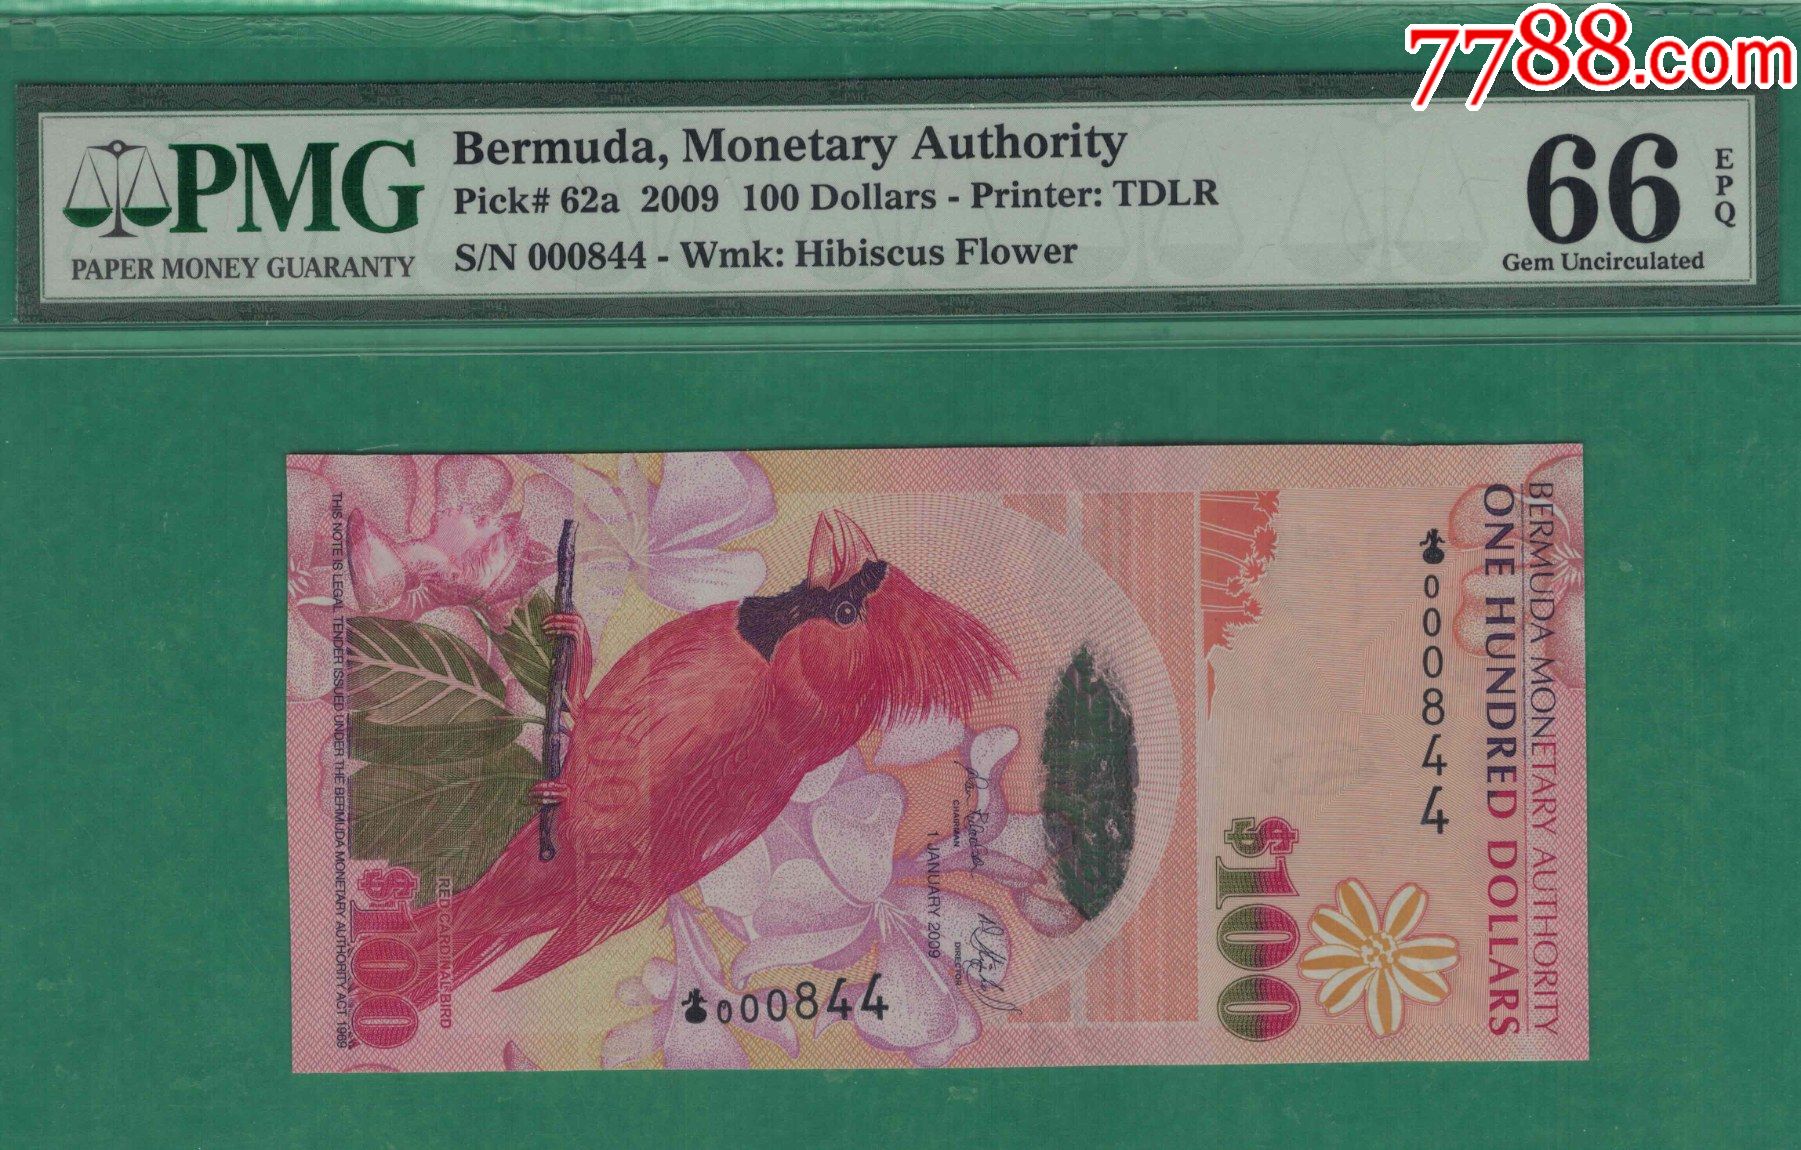 7788.com
PMG
PAPER MONEY GUARANTY
Bermuda, Monetary Authority
Pick# 62a 2009 100 Dollars - Printer: TDLR
S/N 000844 - Wmk: Hibiscus Flower
66
EPQ
Gem Uncirculated
BERMUDA MONETARY AUTHORITY
ONE HUNDRED DOLLARS
000844
$100
CHAIRMAN
DIRECTOR
1 JANUARY 2009
000844
RED CARDINAL BIRD
$100
THIS NOTE IS LEGAL TENDER ISSUED UNDER THE BERMUDA MONETARY AUTHORITY ACT 1969